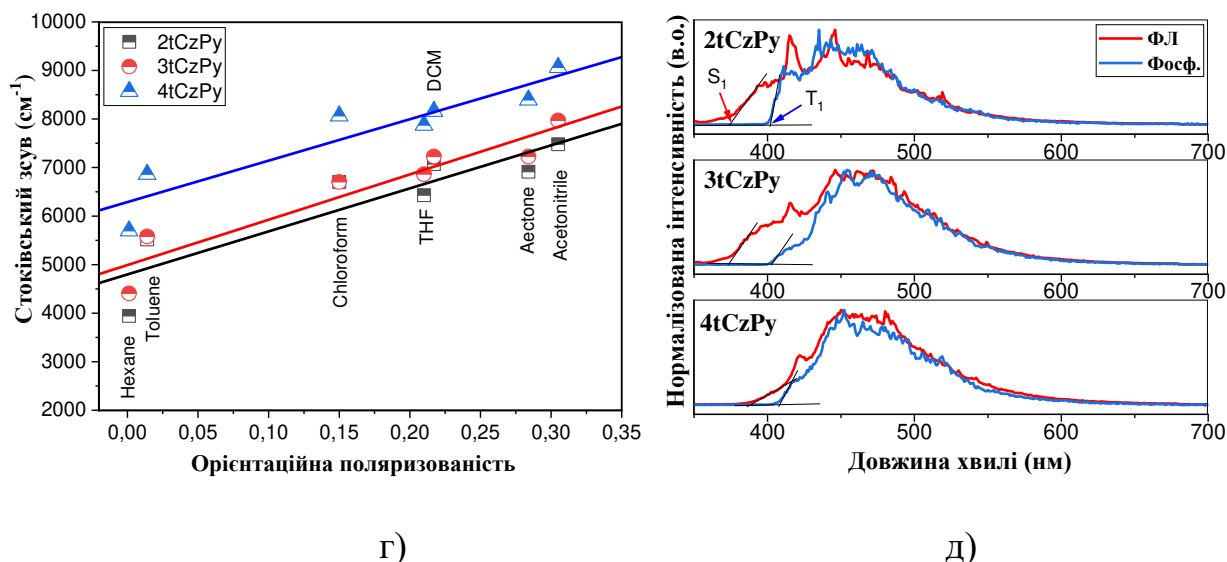 10000
9000
8000
7000
6000
5000
4000
3000
2000
Стоківський зсув (см⁻¹)
2tCzPy
3tCzPy
4tCzPy
Hexane
Toluene
Chloroform
THF
DCM
Aectone
Acetonitrile
0,00 0,05 0,10 0,15 0,20 0,25 0,30 0,35
Орієнтаційна поляризованість
г)
Нормалізована інтенсивність (в.о.)
2tCzPy
ФЛ
Фосф.
S₁
T₁
400 500 600 700
3tCzPy
400 500 600 700
4tCzPy
400 500 600 700
Довжина хвилі (нм)
д)